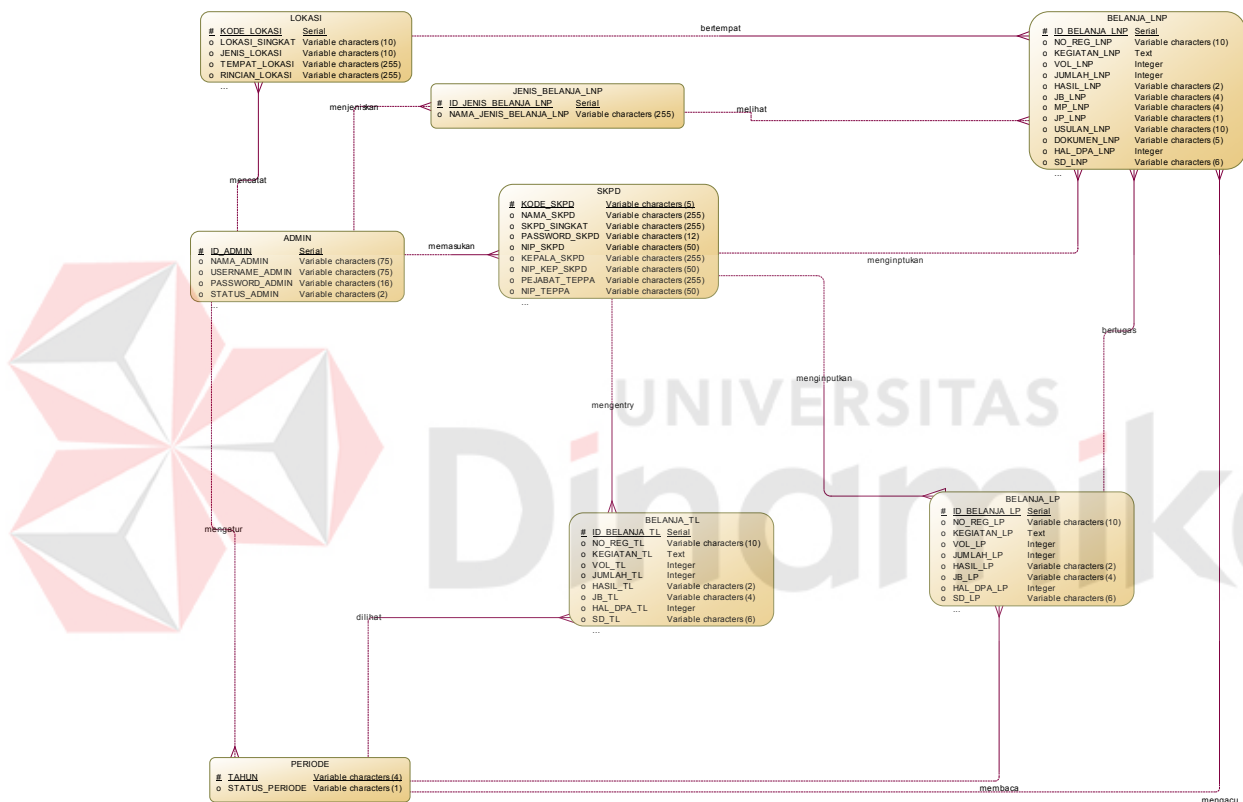 LOKASI
# KODE_LOKASI Serial
o LOKASI_SINGKAT Variable characters (10)
o JENIS_LOKASI Variable characters (10)
o TEMPAT_LOKASI Variable characters (255)
o RINCIAN_LOKASI Variable characters (255)
...
bertempat
BELANJA_LNP
# ID_BELANJA_LNP Serial
o NO_REG_LNP Variable characters (10)
o KEGIATAN_LNP Text
o VOL_LNP Integer
o JUMLAH_LNP Integer
o HASIL_LNP Variable characters (2)
o JB_LNP Variable characters (4)
o MP_LNP Variable characters (4)
o JP_LNP Variable characters (1)
o USULAN_LNP Variable characters (10)
o DOKUMEN_LNP Variable characters (5)
o HAL_DPA_LNP Integer
o SD_LNP Variable characters (6)
...
JENIS_BELANJA_LNP
# ID_JENIS_BELANJA_LNP Serial
o NAMA_JENIS_BELANJA_LNP Variable characters (255)
menjeniskan
melihat
mencatat
SKPD
# KODE_SKPD Variable characters (5)
o NAMA_SKPD Variable characters (255)
o SKPD_SINGKAT Variable characters (255)
o PASSWORD_SKPD Variable characters (12)
o NIP_SKPD Variable characters (50)
o KEPALA_SKPD Variable characters (255)
o NIP_KEP_SKPD Variable characters (50)
o PEJABAT_TEPPA Variable characters (255)
o NIP_TEPPA Variable characters (50)
...
ADMIN
# ID_ADMIN Serial
o NAMA_ADMIN Variable characters (75)
o USERNAME_ADMIN Variable characters (75)
o PASSWORD_ADMIN Variable characters (16)
o STATUS_ADMIN Variable characters (2)
...
memasukan
menginptukan
bertugas
menginputkan
mengentry
UNIVERSITAS
Dinamika
BELANJA_TL
# ID_BELANJA_TL Serial
o NO_REG_TL Variable characters (10)
o KEGIATAN_TL Text
o VOL_TL Integer
o JUMLAH_TL Integer
o HASIL_TL Variable characters (2)
o JB_TL Variable characters (4)
o HAL_DPA_TL Integer
o SD_TL Variable characters (6)
...
BELANJA_LP
# ID_BELANJA_LP Serial
o NO_REG_LP Variable characters (10)
o KEGIATAN_LP Text
o VOL_LP Integer
o JUMLAH_LP Integer
o HASIL_LP Variable characters (2)
o JB_LP Variable characters (4)
o HAL_DPA_LP Integer
o SD_LP Variable characters (6)
...
mengatur
dilihat
PERIODE
# TAHUN Variable characters (4)
o STATUS_PERIODE Variable characters (1)
membaca
mengacu